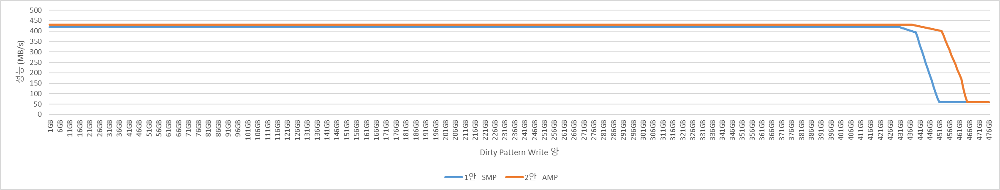 500
450
400
350
300
250
200
150
100
50
0
성능 (MB/s)
1GB 6GB 11GB 16GB 21GB 26GB 31GB 36GB 41GB 46GB 51GB 56GB 61GB 66GB 71GB 76GB 81GB 86GB 91GB 96GB 101GB 106GB 111GB 116GB 121GB 126GB 131GB 136GB 141GB 146GB 151GB 156GB 161GB 166GB 171GB 176GB 181GB 186GB 191GB 196GB 201GB 206GB 211GB 216GB 221GB 226GB 231GB 236GB 241GB 246GB 251GB 256GB 261GB 266GB 271GB 276GB 281GB 286GB 291GB 296GB 301GB 306GB 311GB 316GB 321GB 326GB 331GB 336GB 341GB 346GB 351GB 356GB 361GB 366GB 371GB 376GB 381GB 386GB 391GB 396GB 401GB 406GB 411GB 416GB 421GB 426GB 431GB 436GB 441GB 446GB 451GB 456GB 461GB 466GB 471GB 476GB
Dirty Pattern Write 양
1안 - SMP 2안 - AMP